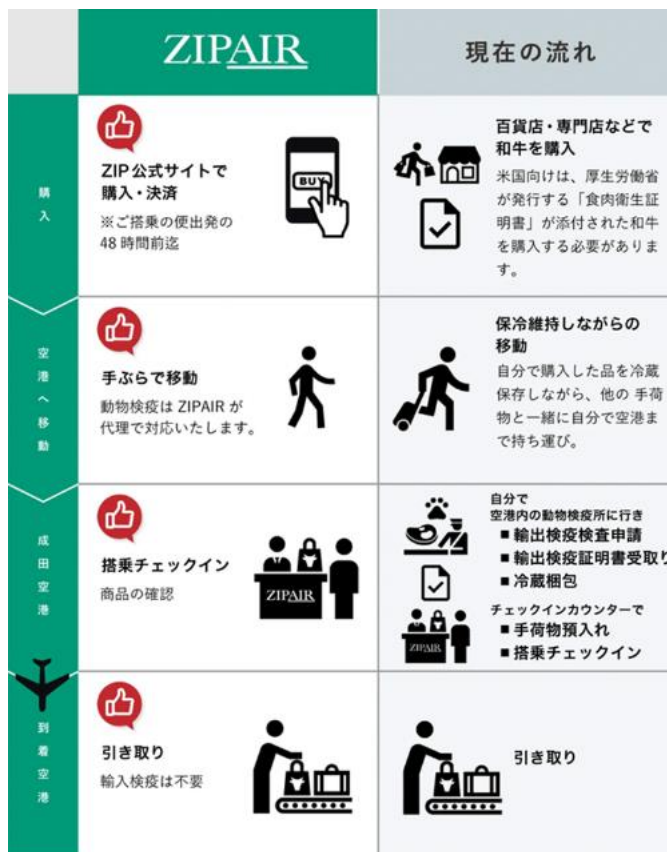 ZIPAIR
現在の流れ
購入
ZIP公式サイトで
購入・決済
※ご搭乗の便出発の
48時間前迄
BUY
百貨店・専門店などで
和牛を購入
米国向けは、厚生労働省
が発行する「食肉衛生証
明書」が添付された和牛
を購入する必要がありま
す。
空港へ移動
手ぶらで移動
動物検疫は ZIPAIR が
代理で対応いたします。
保冷維持しながらの
移動
自分で購入した品を冷蔵
保存しながら、他の 手荷
物と一緒に自分で空港ま
で持ち運び。
成田空港
搭乗チェックイン
商品の確認
ZIPAIR
自分で
空港内の動物検疫所に行き
■輸出検疫検査申請
■輸出検疫証明書受取り
■冷蔵梱包
チェックインカウンターで
■手荷物預入れ
■搭乗チェックイン
ZIPAIR
到着空港
引き取り
輸入検疫は不要
引き取り